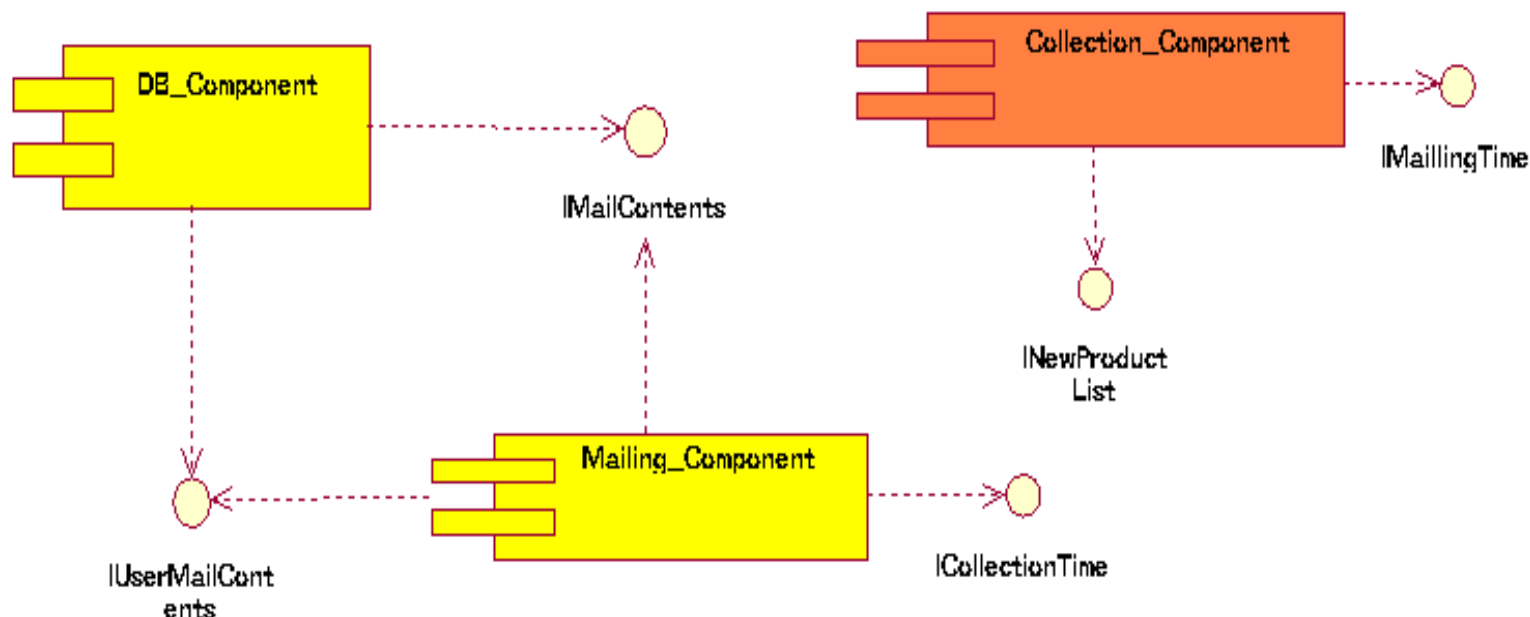 Collection_Component
DB_Component
IMaillingTime
IMailContents
INewProduct
List
Mailing_Component
ICollectionTime
IUserMailCont
ents